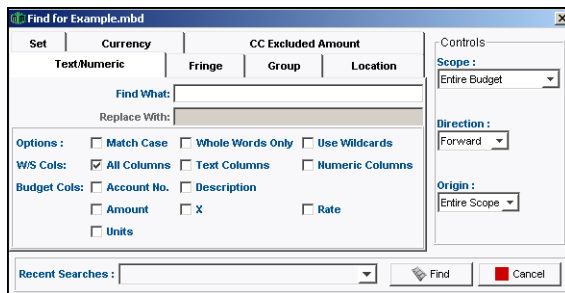 Find for Example.mbd
Set Currency CC Excluded Amount
Text/Numeric Fringe Group Location
Find What:
Replace With:
Options : Match Case Whole Words Only Use Wildcards
W/S Cols: All Columns Text Columns Numeric Columns
Budget Cols: Account No. Description
Amount X Rate
Units
Controls
Scope :
Entire Budget
Direction :
Forward
Origin :
Entire Scope
Recent Searches : Find Cancel